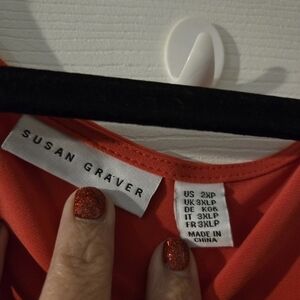 SUSAN GRAVER
US 2XP
UK 3XLP
DE K06
IT 3XLP
FR 3XLP
MADE IN
CHINA